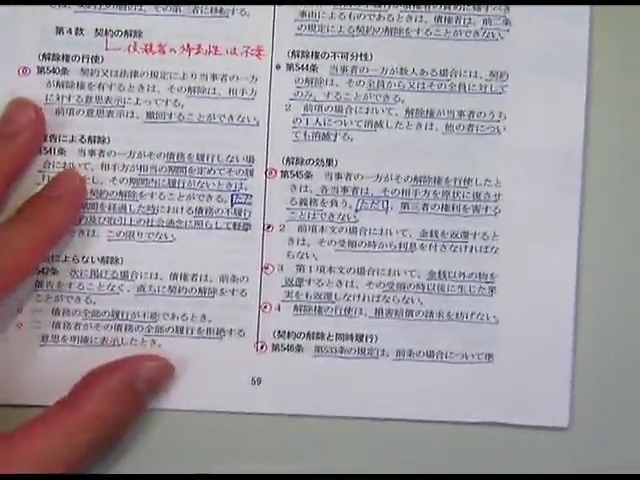 第4款 契約の解除
債務者の帰責性は不要
(解除権の行使)
第540条 契約又は法律の規定により当事者の一方
が解除権を有するときは、その解除は、相手方
に対する意思表示によってする。
前項の意思表示は、撤回することができない。
告による解除)
541条 当事者の一方がその債務を履行しない場
合において、相手方が相当の期間を定めてその履
し、その期間内に履行がないときは、
契約の解除をすることができる。
期間を経過した時における債務の不履行
及び取引上の社会通念に照らして軽微
ときは、この限りでない。
によらない解除)
542条 次に掲げる場合には、債権者は、前条の
催告をすることなく、直ちに契約の解除をする
ことができる。
一 債務の全部の履行が不能であるとき。
二 債務者がその債務の全部の履行を拒絶する
意思を明確に表示したとき。
事由によるものであるときは、債権者は、前二条
の規定による契約の解除をすることができない。
(解除権の不可分性)
第544条 当事者の一方が数人ある場合には、契約
の解除は、その全員から又はその全員に対して
のみ、することができる。
2 前項の場合において、解除権が当事者のうち
の1人について消滅したときは、他の者につい
ても消滅する。
(解除の効果)
第545条 当事者の一方がその解除権を行使したと
きは、各当事者は、その相手方を原状に復させ
る義務を負う。ただし、第三者の権利を害する
ことはできない。
2 前項本文の場合において、金銭を返還すると
きは、その受領の時から利息を付さなければな
らない。
3 第1項本文の場合において、金銭以外の物を
返還するときは、その受領の時以後に生じた果
実をも返還しなければならない。
4 解除権の行使は、損害賠償の請求を妨げない。
(契約の解除と同時履行)
第546条 第533条の規定は、前条の場合について準
59